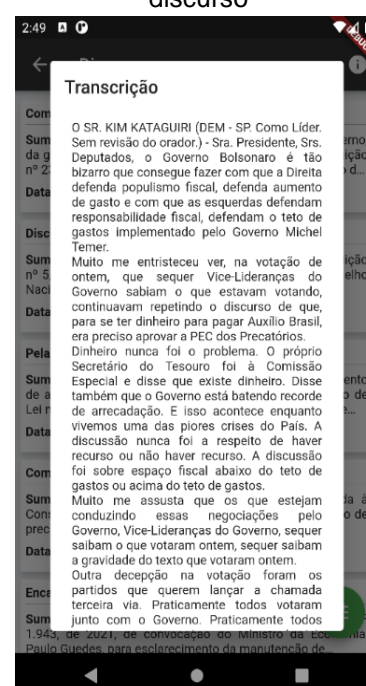 discurso
2:49
Transcrição
O SR. KIM KATAGUIRI (DEM - SP. Como Líder.
Sem revisão do orador.) - Sra. Presidente, Srs.
Deputados, o Governo Bolsonaro é tão
bizarro que consegue fazer com que a Direita
defenda populismo fiscal, defenda aumento
de gasto e com que as esquerdas defendam
responsabilidade fiscal, defendam o teto de
gastos implementado pelo Governo Michel
Temer.
Muito me entristeceu ver, na votação de
ontem, que sequer Vice-Lideranças do
Governo sabiam o que estavam votando,
continuavam repetindo o discurso de que,
para se ter dinheiro para pagar Auxílio Brasil,
era preciso aprovar a PEC dos Precatórios.
Dinheiro nunca foi o problema. O próprio
Secretário do Tesouro foi à Comissão
Especial e disse que existe dinheiro. Disse
também que o Governo está batendo recorde
de arrecadação. E isso acontece enquanto
vivemos uma das piores crises do País. A
discussão nunca foi a respeito de haver
recurso ou não haver recurso. A discussão
foi sobre espaço fiscal abaixo do teto de
gastos ou acima do teto de gastos.
Muito me assusta que os que estejam
conduzindo essas negociações pelo
Governo, Vice-Lideranças do Governo, sequer
saibam o que votaram ontem, sequer saibam
a gravidade do texto que votaram ontem.
Outra decepção na votação foram os
partidos que querem lançar a chamada
terceira via. Praticamente todos votaram
junto com o Governo. Praticamente todos
1.943, de 2021, de convocação do Ministro da Economia
Paulo Guedes, para esclarecimento da manutenção de...